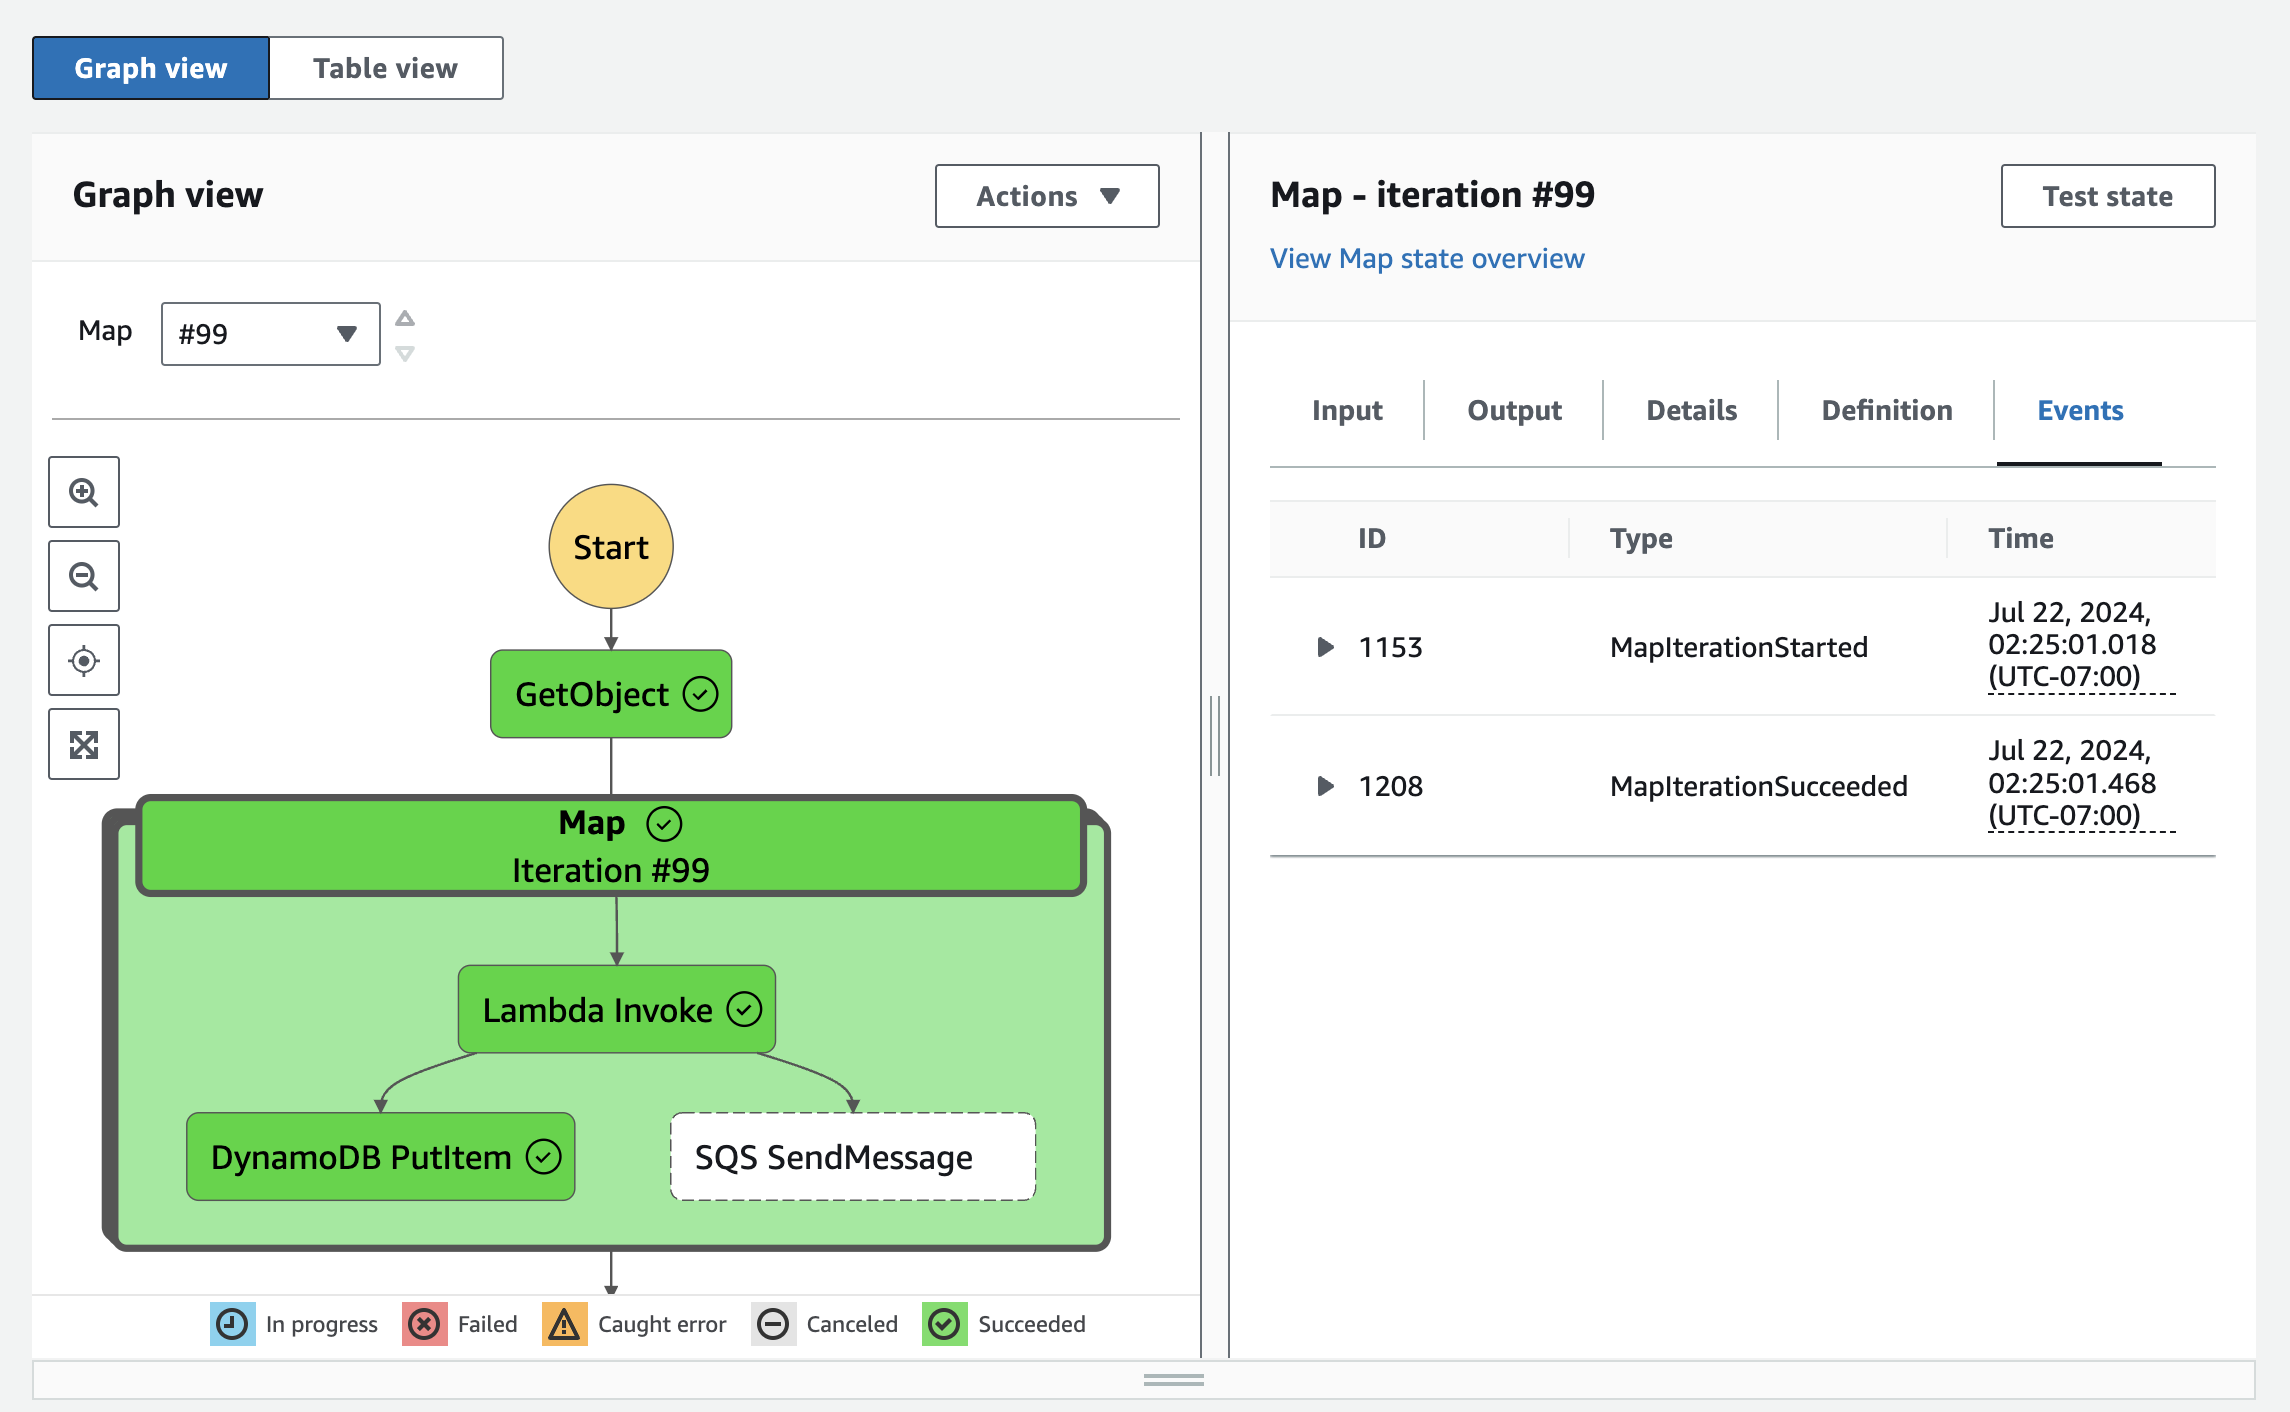 Graph view
Table view
Graph view
Actions
Map
#99
Start
GetObject
Map
Iteration #99
Lambda Invoke
DynamoDB PutItem
SQS SendMessage
In progress
Failed
Caught error
Canceled
Succeeded
Map - iteration #99
Test state
View Map state overview
Input
Output
Details
Definition
Events
ID
Type
Time
1153
MapIterationStarted
Jul 22, 2024,
02:25:01.018
(UTC-07:00)
1208
MapIterationSucceeded
Jul 22, 2024,
02:25:01.468
(UTC-07:00)